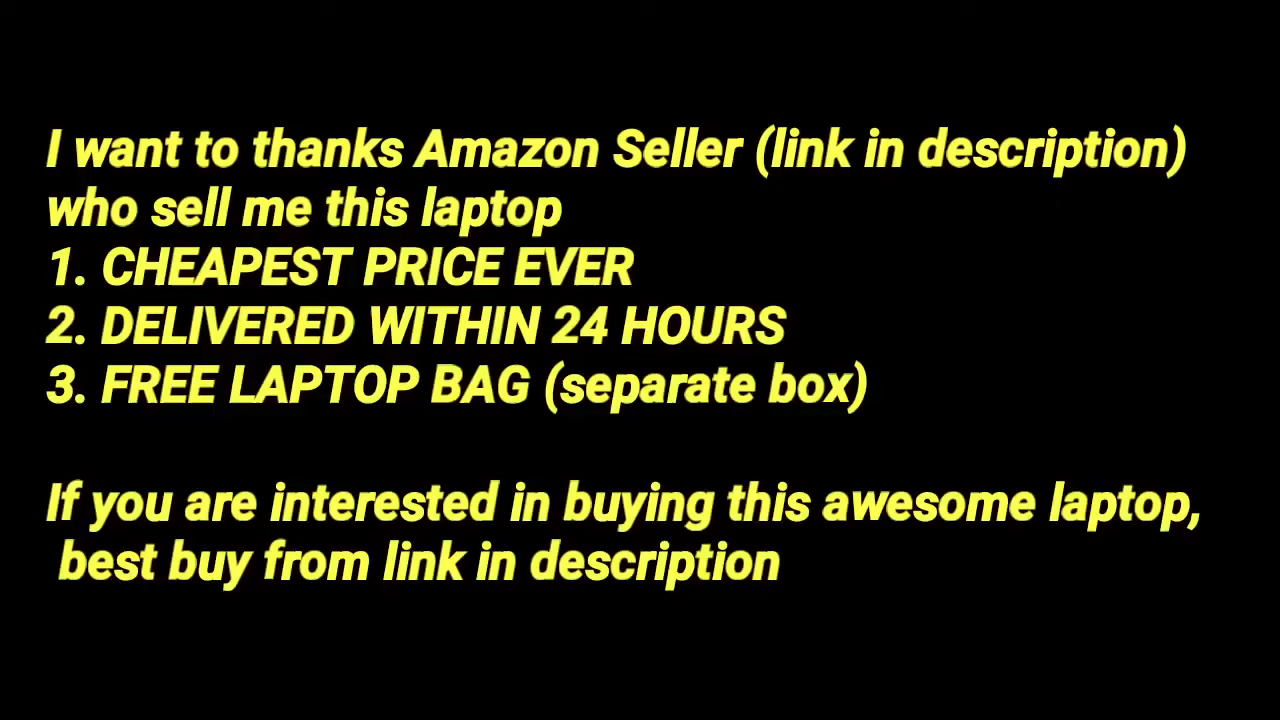 I want to thanks Amazon Seller (link in description)
who sell me this laptop
1. CHEAPEST PRICE EVER
2. DELIVERED WITHIN 24 HOURS
3. FREE LAPTOP BAG (separate box)
If you are interested in buying this awesome laptop,
best buy from link in description